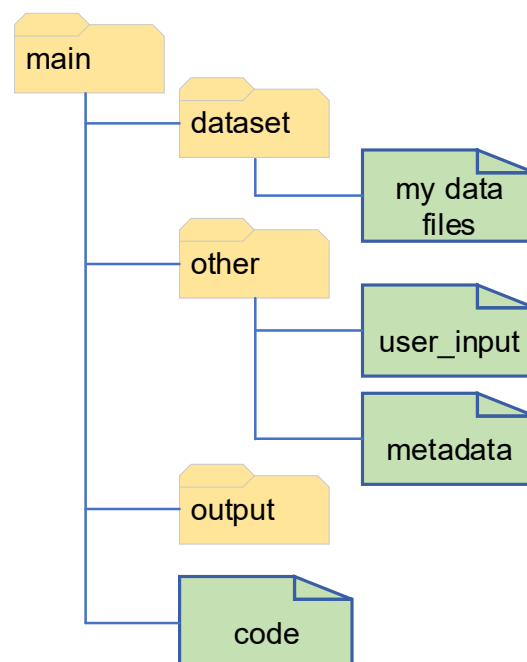 main
dataset
my data
files
other
user_input
metadata
output
code